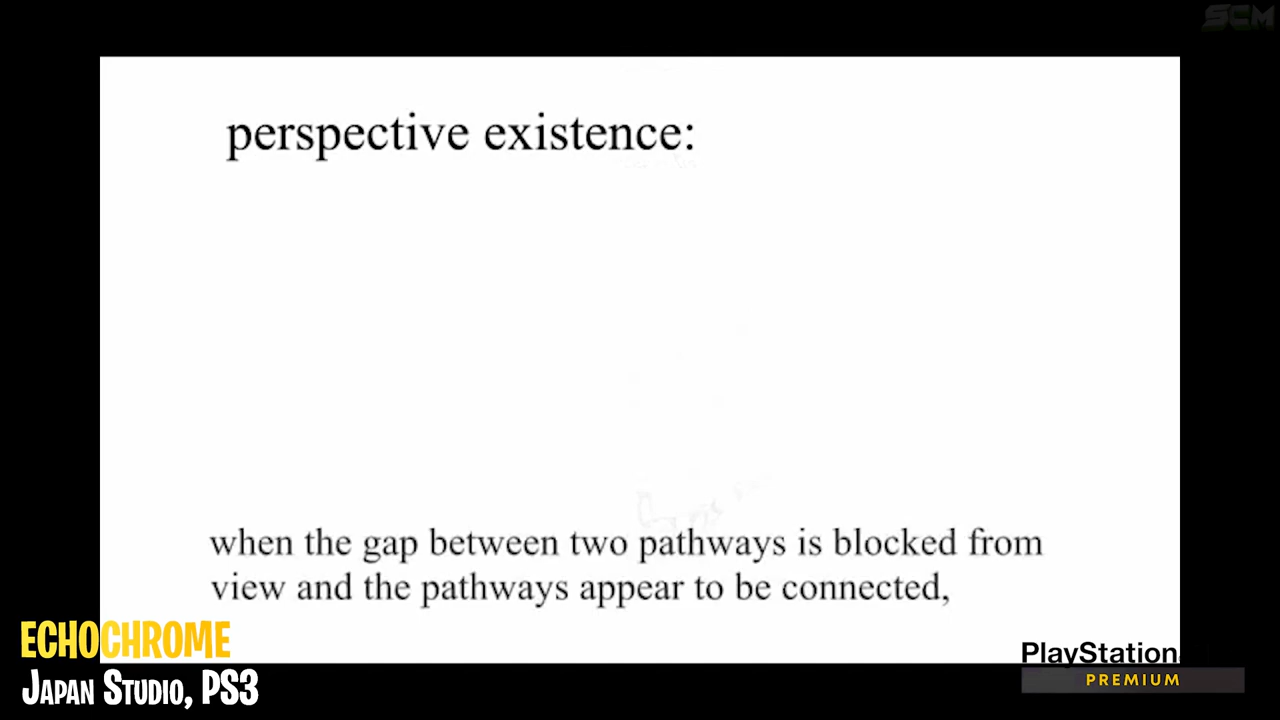 SCM
perspective existence:
when the gap between two pathways is blocked from
view and the pathways appear to be connected,
ECHOCHROME
JAPAN STUDIO, PS3
PlayStation
PREMIUM